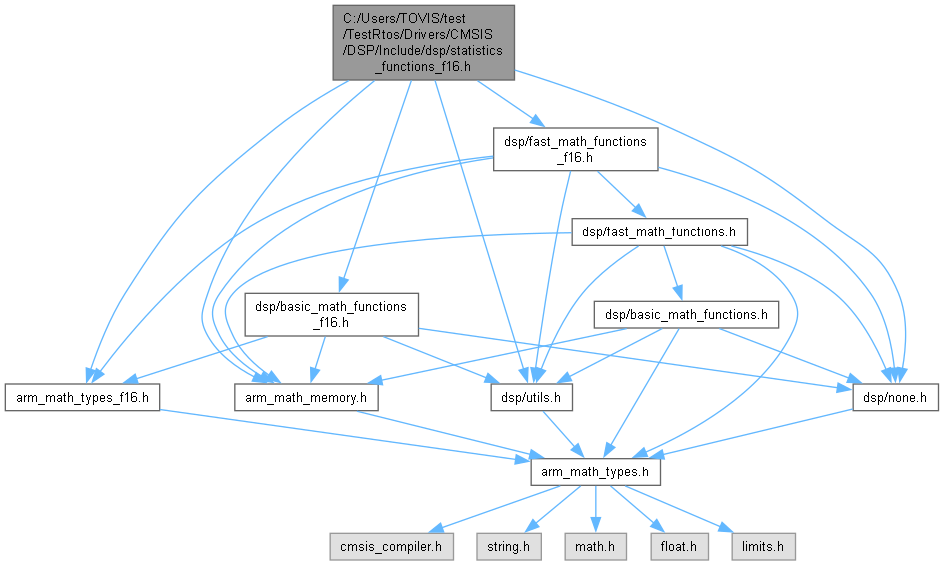 C:/Users/TOVIS/test
/TestRtos/Drivers/CMSIS
/DSP/Include/dsp/statistics
_functions_f16.h
dsp/fast_math_functions
_f16.h
dsp/fast_math_functions.h
dsp/basic_math_functions
_f16.h
dsp/basic_math_functions.h
arm_math_types_f16.h
arm_math_memory.h
dsp/utils.h
dsp/none.h
arm_math_types.h
cmsis_compiler.h
string.h
math.h
float.h
limits.h